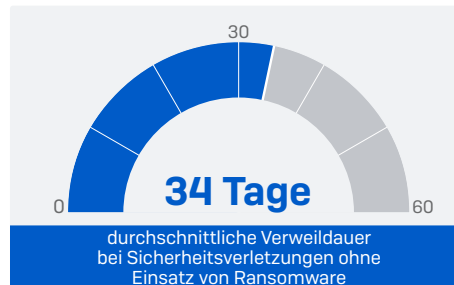 30
34 Tage
0
60
durchschnittliche Verweildauer
bei Sicherheitsverletzungen ohne
Einsatz von Ransomware